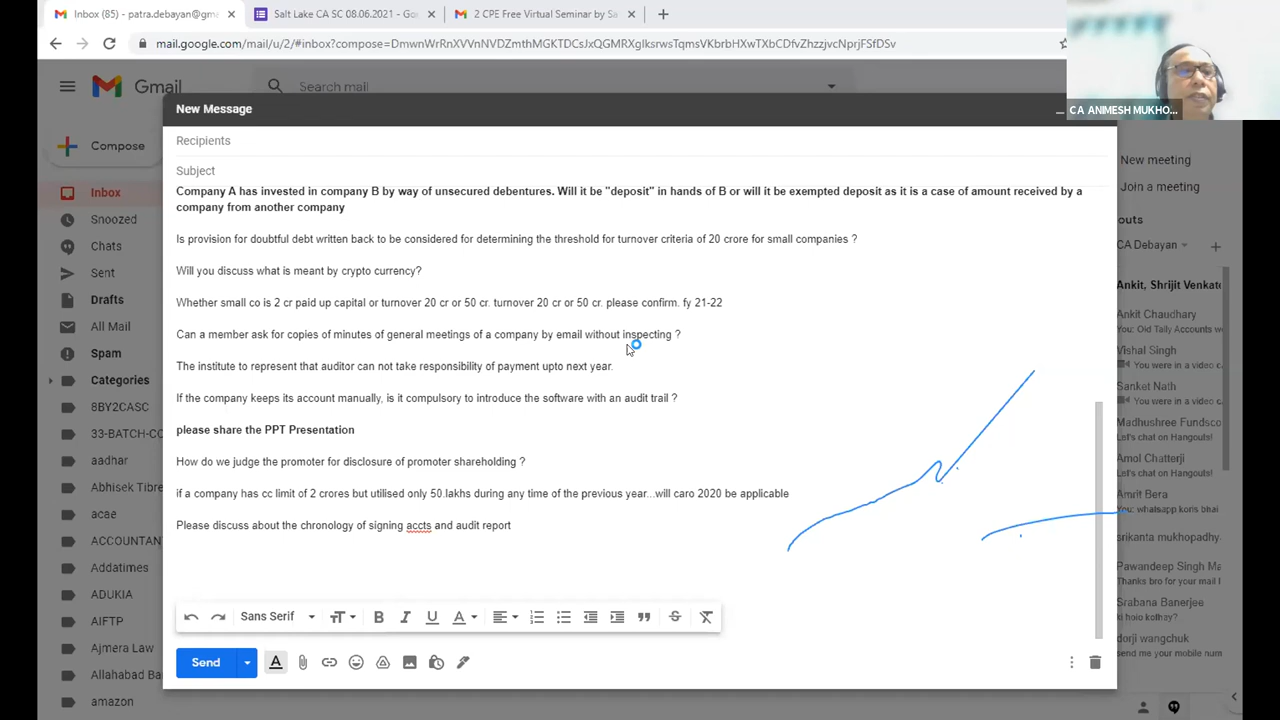 Inbox (85) - patra.debayan@gma
Salt Lake CA SC 08.06.2021 - Go
2 CPE Free Virtual Seminar by Sa
mail.google.com/mail/u/2/#inbox?compose=DmwnWrRnXVVnNVDZmthMGKTDCsJxQGMRXglksrwsTqmsVKbrbHXwTXbCDfvZhzzjvcNprjFSfDSv
Gmail
Search mail
CA ANIMESH MUKHO...
New Message
Recipients
Subject
Company A has invested in company B by way of unsecured debentures. Will it be "deposit" in hands of B or will it be exempted deposit as it is a case of amount received by a
company from another company
Is provision for doubtful debt written back to be considered for determining the threshold for turnover criteria of 20 crore for small companies ?
Will you discuss what is meant by crypto currency?
Whether small co is 2 cr paid up capital or turnover 20 cr or 50 cr. turnover 20 cr or 50 cr. please confirm. fy 21-22
Can a member ask for copies of minutes of general meetings of a company by email without inspecting ?
The institute to represent that auditor can not take responsibility of payment upto next year.
If the company keeps its account manually, is it compulsory to introduce the software with an audit trail ?
please share the PPT Presentation
How do we judge the promoter for disclosure of promoter shareholding ?
if a company has cc limit of 2 crores but utilised only 50.lakhs during any time of the previous year...will caro 2020 be applicable
Please discuss about the chronology of signing accts and audit report
Sans Serif
Send
Compose
Inbox
Snoozed
Chats
Sent
Drafts
All Mail
Spam
Categories
8BY2CASC
33-BATCH-CO
aadhar
Abhisek Tibre
acae
ACCOUNTAN
Addatimes
ADUKIA
AIFTP
Ajmera Law
Allahabad Ba
amazon
New meeting
Join a meeting
outs
CA Debayan
Ankit, Shrijit Venkate
Ankit Chaudhary
You: Old Tally Accounts w
Vishal Singh
You were in a video c
Sanket Nath
You were in a video c
Madhushree Fundsco
Let's chat on Hangouts!
Amol Chatterji
Let's chat on Hangouts!
Amrit Bera
You: whatsapp koris bhai
srikanta mukhopadhy
Pawandeep Singh Ma
Thanks bro for your mail I
Srabana Banerjee
hi koio kothay?
dorji wangchuk
send me your mobile num